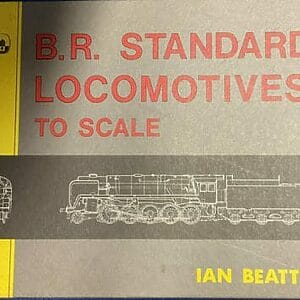 B.R. STANDARD
LOCOMOTIVES
TO SCALE
IAN BEATT